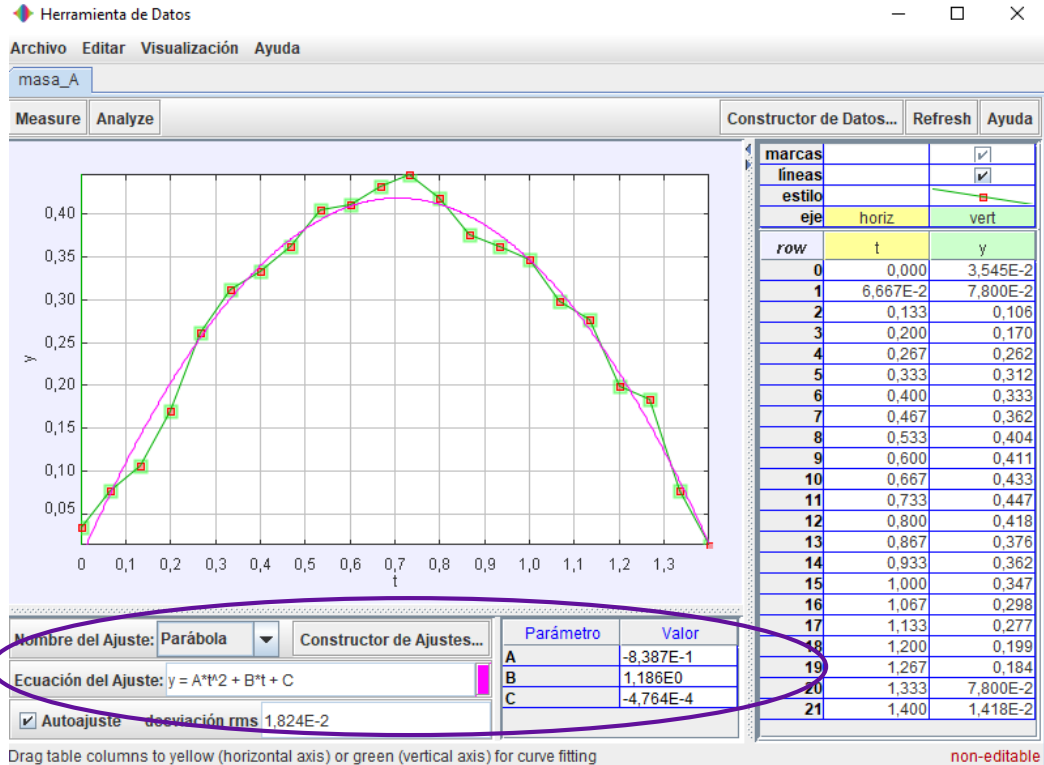 Herramienta de Datos
Archivo Editar Visualización Ayuda
masa_A
Measure Analyze Constructor de Datos... Refresh Ayuda
marcas
líneas
estilo
eje horiz vert
row t y
0 0,000 3,545E-2
1 6,667E-2 7,800E-2
2 0,133 0,106
3 0,200 0,170
4 0,267 0,262
5 0,333 0,312
6 0,400 0,333
7 0,467 0,362
8 0,533 0,404
9 0,600 0,411
10 0,667 0,433
11 0,733 0,447
12 0,800 0,418
13 0,867 0,376
14 0,933 0,362
15 1,000 0,347
16 1,067 0,298
17 1,133 0,277
18 1,200 0,199
19 1,267 0,184
20 1,333 7,800E-2
21 1,400 1,418E-2
0,40
0,35
0,30
0,25
0,20
0,15
0,10
0,05
y
0 0,1 0,2 0,3 0,4 0,5 0,6 0,7 0,8 0,9 1,0 1,1 1,2 1,3
t
Nombre del Ajuste: Parábola Constructor de Ajustes...
Ecuación del Ajuste: y = A*t^2 + B*t + C
Autoajuste desviación rms 1,824E-2
Parámetro Valor
A -8,387E-1
B 1,186E0
C -4,764E-4
Drag table columns to yellow (horizontal axis) or green (vertical axis) for curve fitting non-editable